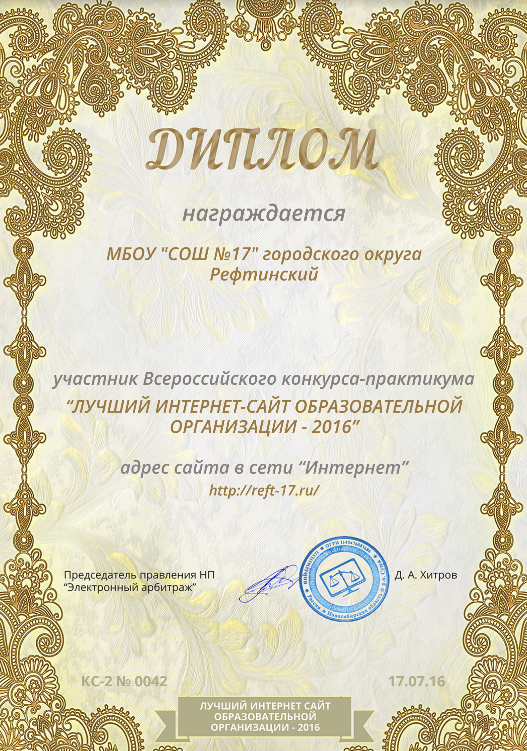 ДИПЛОМ
награждается
МБОУ "СОШ №17" городского округа
Рефтинский
участник Всероссийского конкурса-практикума
“ЛУЧШИЙ ИНТЕРНЕТ-САЙТ ОБРАЗОВАТЕЛЬНОЙ
ОРГАНИЗАЦИИ - 2016”
адрес сайта в сети “Интернет”
http://reft-17.ru/
Председатель правления НП
“Электронный арбитраж”
Д. А. Хитров
КС-2 № 0042
17.07.16
ЛУЧШИЙ ИНТЕРНЕТ САЙТ
ОБРАЗОВАТЕЛЬНОЙ
ОРГАНИЗАЦИИ - 2016